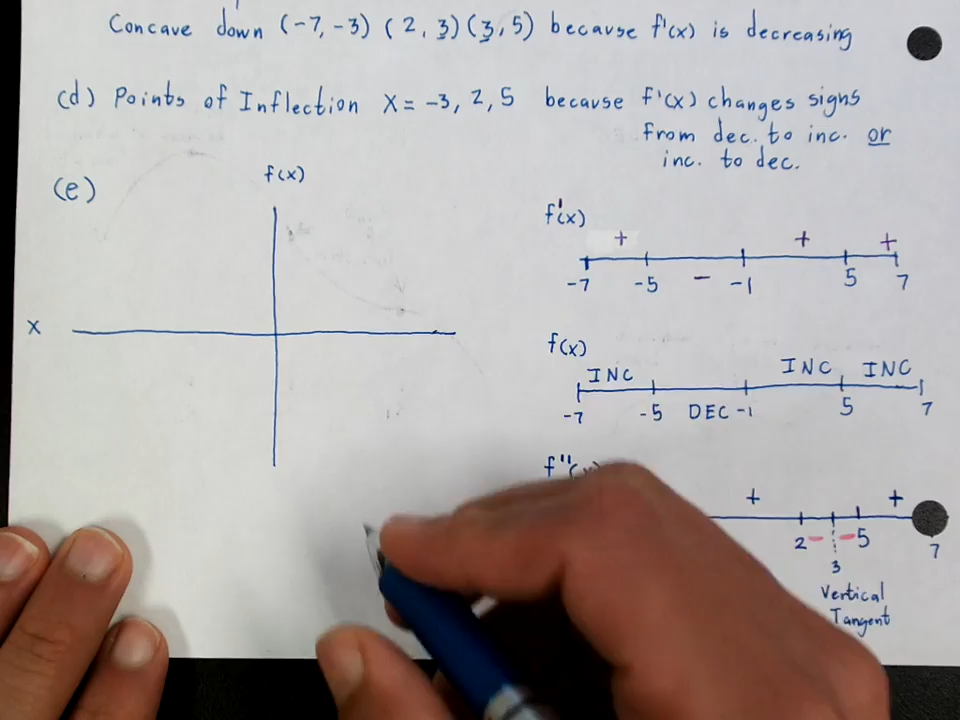 Concave down (-7,-3) (2,3)(3,5) because f'(x) is decreasing
(d) Points of Inflection X = -3, 2, 5 because f'(x) changes signs
from dec. to inc. or
inc. to dec.
(e)
f(x)
X
f'(x)
+ + +
-7 -5 - -1 5 7
f(x)
INC INC INC
-7 -5 DEC -1 5 7
f"(x)
+ +
2 - - 5 7
3
Vertical
Tangent